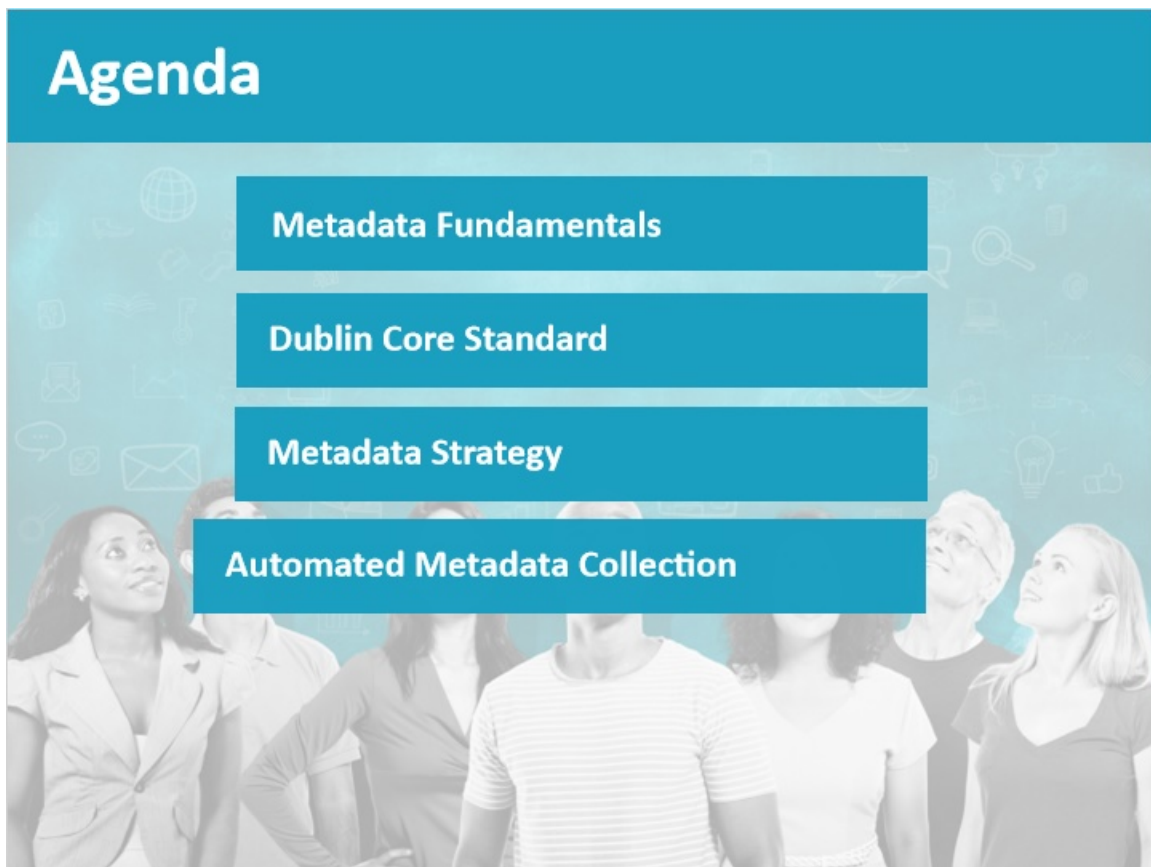 Agenda
Metadata Fundamentals
Dublin Core Standard
Metadata Strategy
Automated Metadata Collection